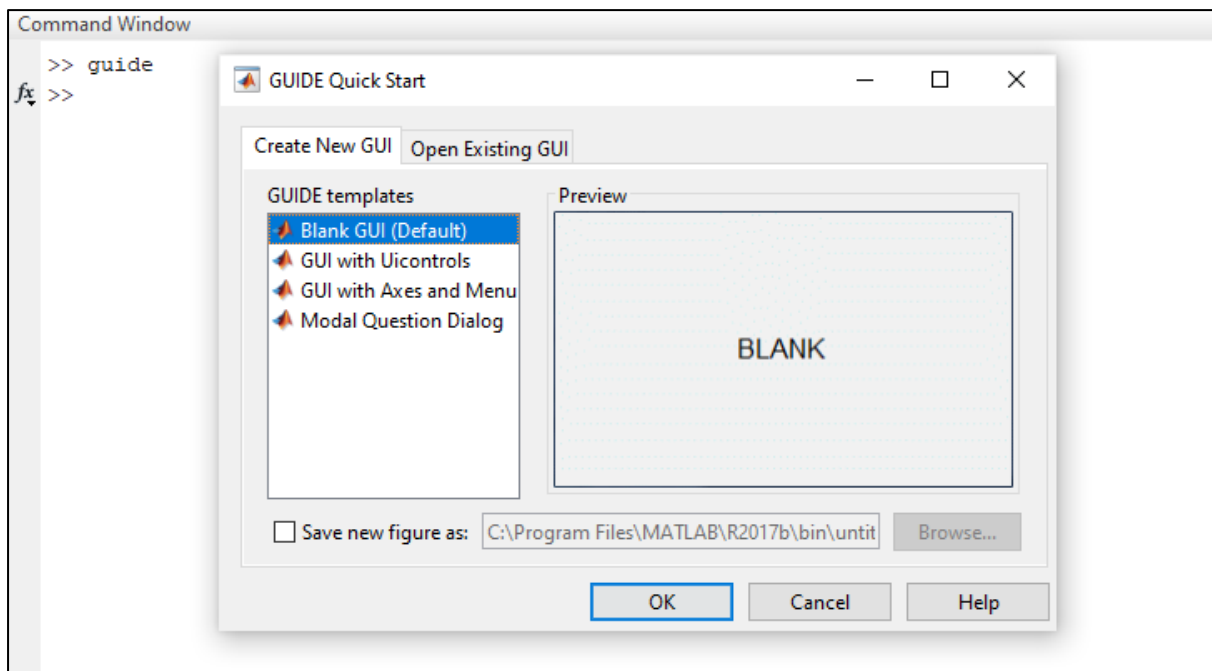 Command Window
>> guide
fx >>
GUIDE Quick Start
Create New GUI
Open Existing GUI
GUIDE templates
Blank GUI (Default)
GUI with Uicontrols
GUI with Axes and Menu
Modal Question Dialog
Preview
BLANK
Save new figure as:
C:\Program Files\MATLAB\R2017b\bin\untit
Browse...
OK
Cancel
Help